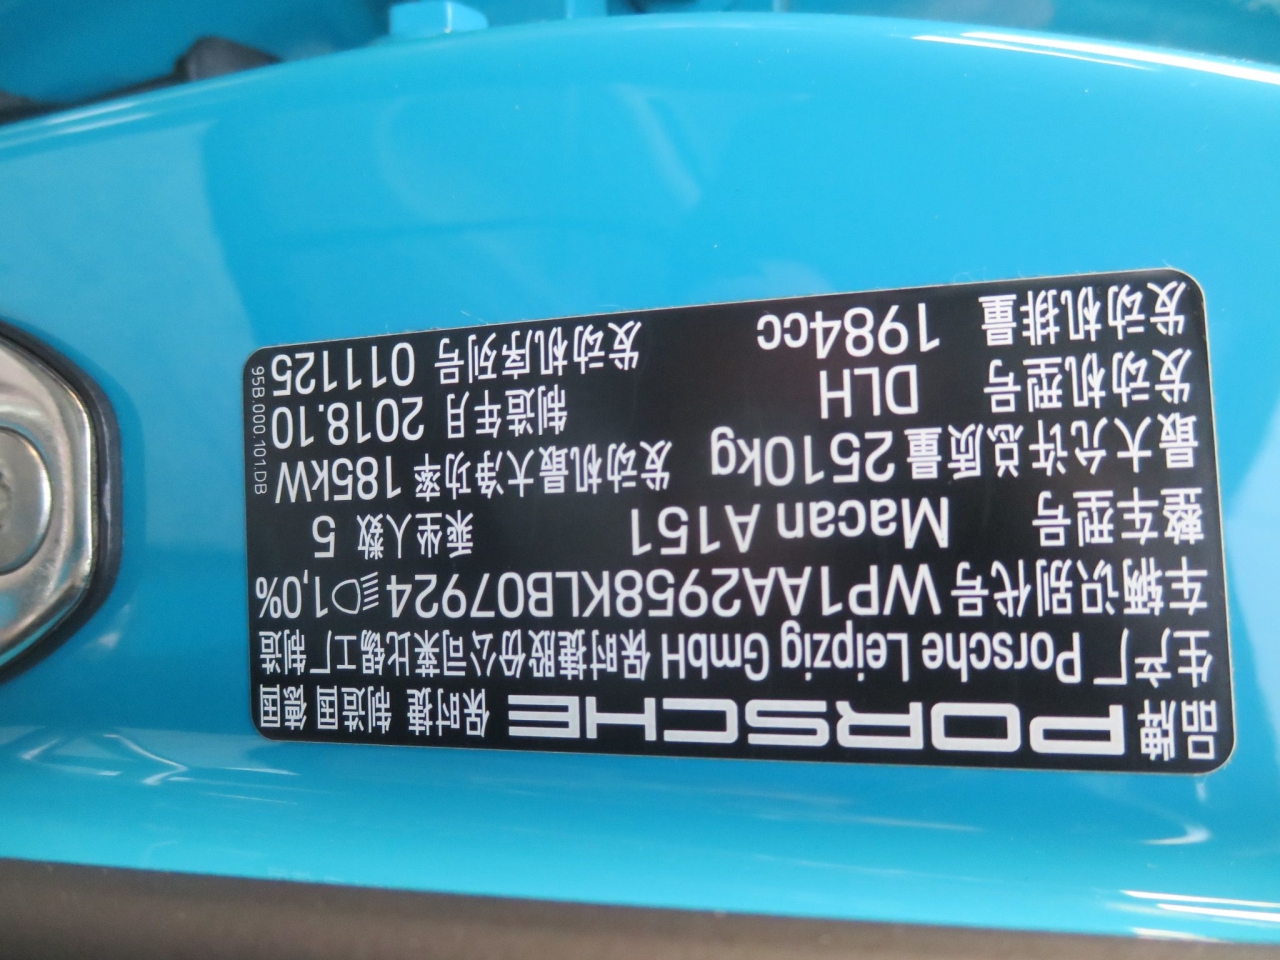 品牌 PORSCHE 保时捷 制造国 德国
生产厂 Porsche Leipzig GmbH 保时捷股份公司莱比锡工厂制造
车辆识别代号 WP1AA2958KLB07924 1,0%
整车型号 Macan A151 乘坐人数 5
最大允许总质量 2510kg 发动机最大净功率 185kW
发动机型号 DLH 制造年月 2018.10
发动机排量 1984cc 发动机序列号 011125
95B.000.101.DB